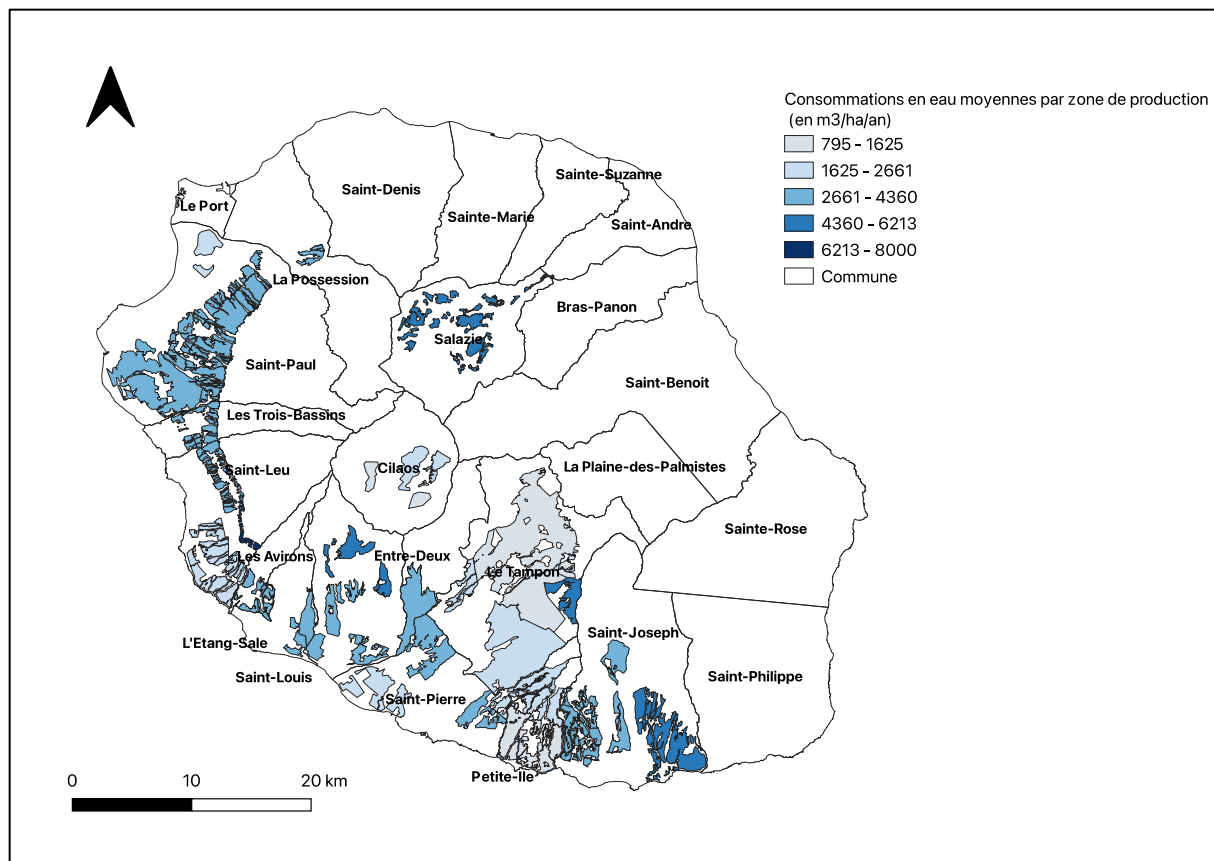 Consommations en eau moyennes par zone de production
(en m3/ha/an)
795 - 1625
1625 - 2661
2661 - 4360
4360 - 6213
6213 - 8000
Commune
Saint-Denis
Sainte-Suzanne
Le Port
Sainte-Marie
Saint-Andre
La Possession
Bras-Panon
Salazie
Saint-Paul
Saint-Benoit
Les Trois-Bassins
Saint-Leu
Cilaos
La Plaine-des-Palmistes
Sainte-Rose
Les Avirons
Entre-Deux
Le Tampon
L'Etang-Sale
Saint-Joseph
Saint-Louis
Saint-Philippe
Saint-Pierre
Petite-Ile
0 10 20 km